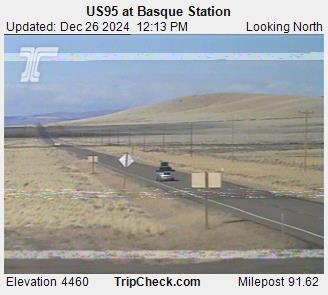 US95 at Basque Station
Updated: Dec 26 2024 12:13 PM Looking North
Elevation 4460 TripCheck.com Milepost 91.62